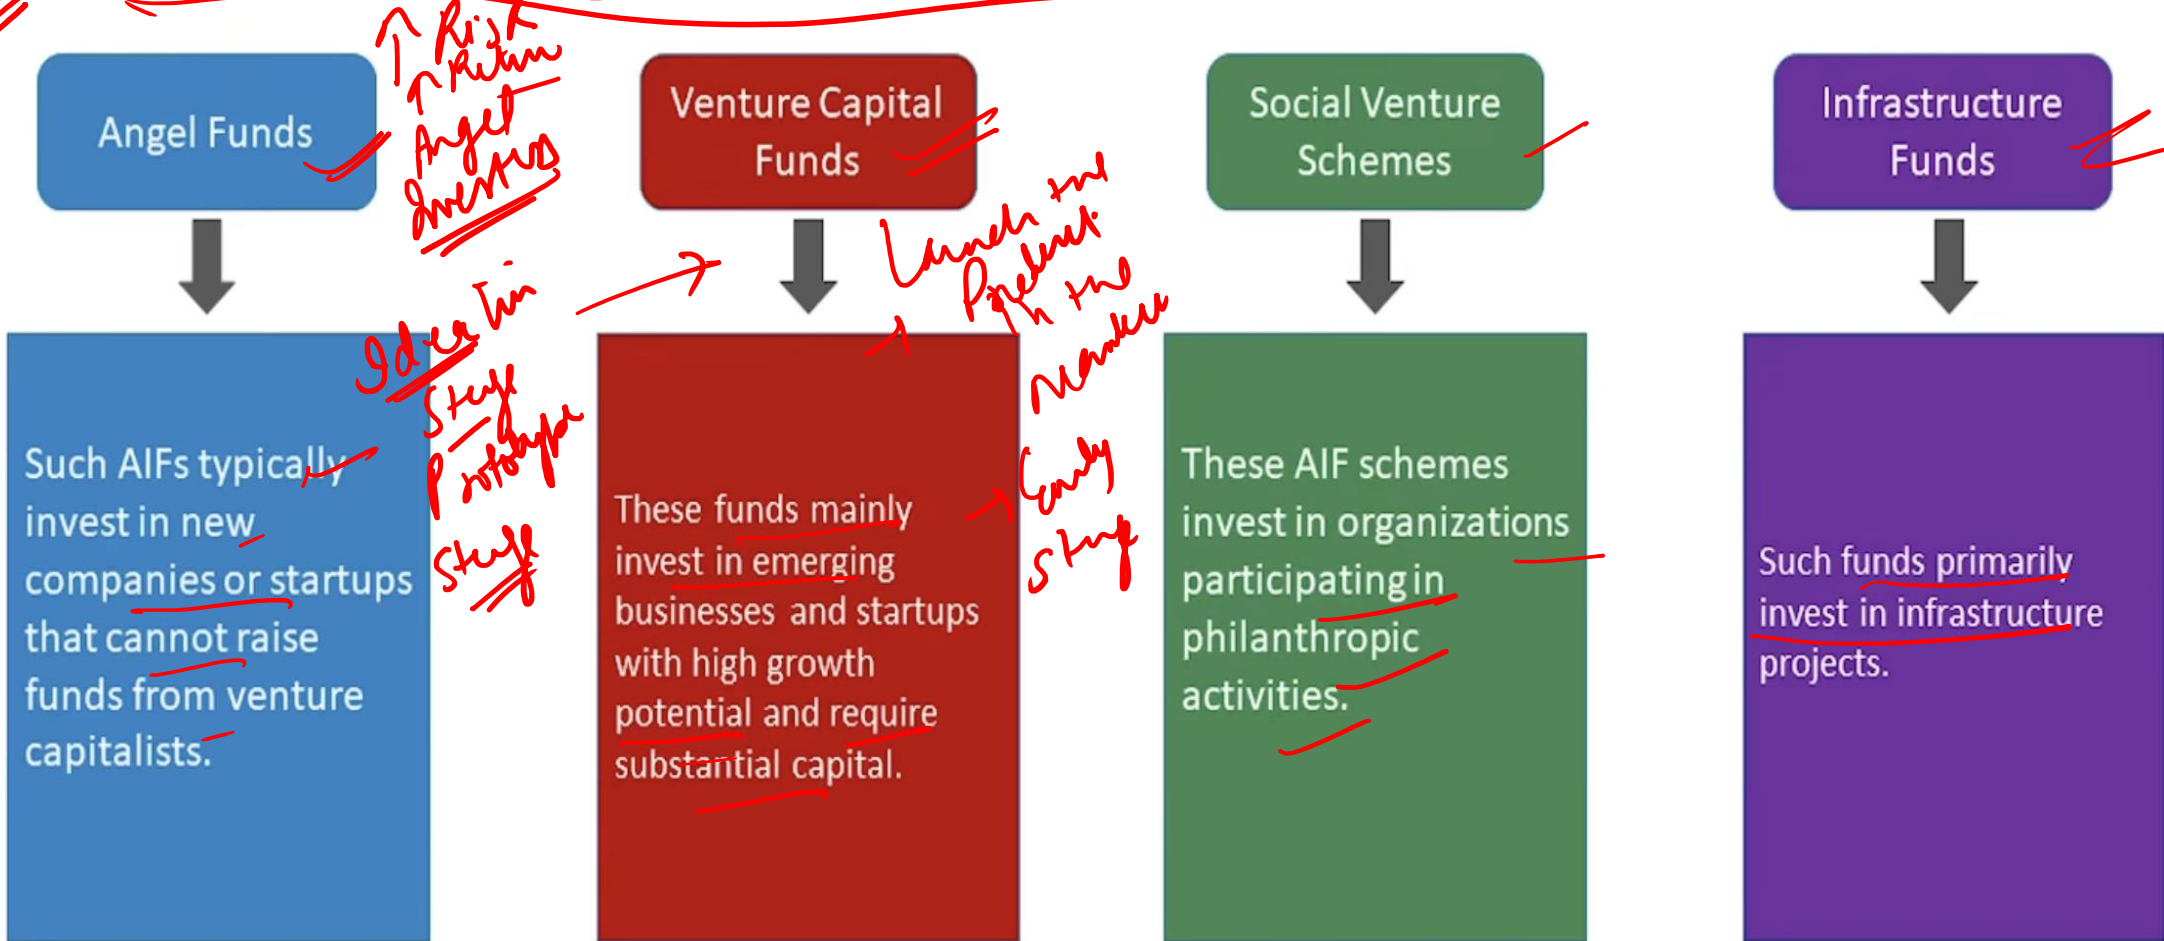 Angel Funds
↑ Risk
↑ Return
Angel
Investors
Such AIFs typically
invest in new
companies or startups
that cannot raise
funds from venture
capitalists.
Idea
Stage
Prototype
Stage
Venture Capital
Funds
Launch the
Product
in the
Market
These funds mainly
invest in emerging
businesses and startups
with high growth
potential and require
substantial capital.
Early
Stage
Social Venture
Schemes
These AIF schemes
invest in organizations
participating in
philanthropic
activities.
Infrastructure
Funds
Such funds primarily
invest in infrastructure
projects.